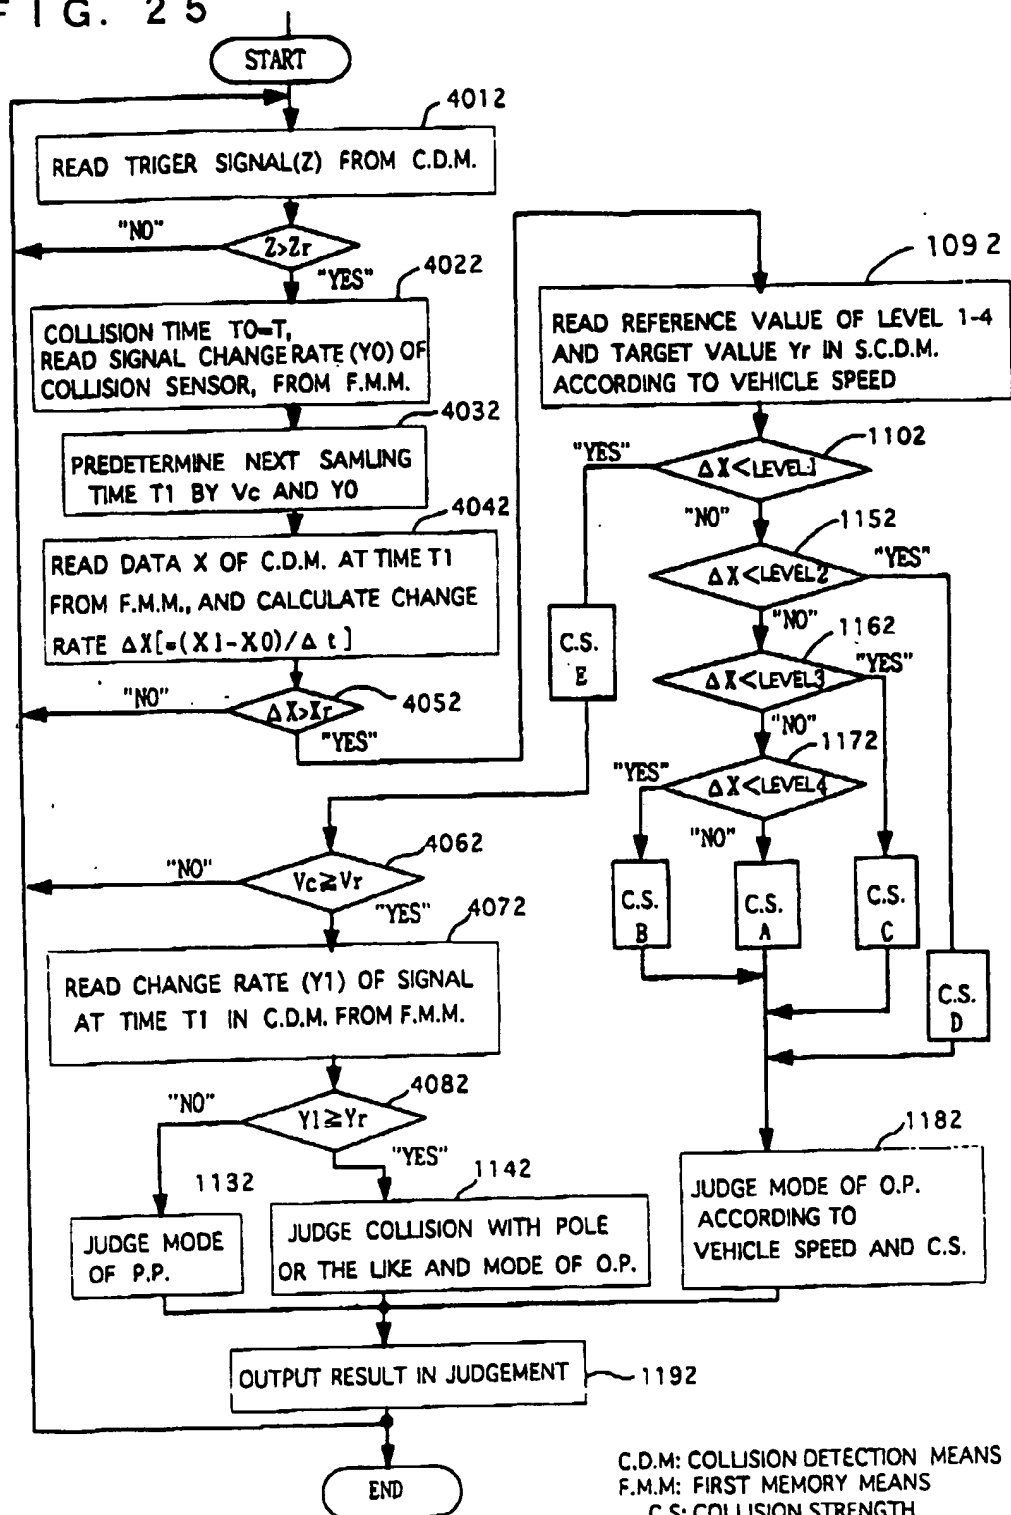 FIG. 25
START
4012
READ TRIGER SIGNAL(Z) FROM C.D.M.
"NO"
Z>Zr
"YES"
4022
COLLISION TIME TO=T,
READ SIGNAL CHANGE RATE (YO) OF
COLLISION SENSOR, FROM F.M.M.
4032
PREDETERMINE NEXT SAMLING
TIME T1 BY Vc AND YO
4042
READ DATA X OF C.D.M. AT TIME T1
FROM F.M.M., AND CALCULATE CHANGE
RATE ΔX[=(X1-X0)/Δt]
"NO"
ΔX>Xr
4052
"YES"
1092
READ REFERENCE VALUE OF LEVEL 1-4
AND TARGET VALUE Yr IN S.C.D.M.
ACCORDING TO VEHICLE SPEED
"YES"
ΔX<LEVEL1
1102
"NO"
1152
ΔX<LEVEL2
"YES"
"NO"
1162
ΔX<LEVEL3
"YES"
"NO"
1172
"YES"
ΔX<LEVEL4
"NO"
C.S.
E
C.S.
B
C.S.
A
C.S.
C
C.S.
D
"NO"
Vc≧Vr
4062
"YES"
4072
READ CHANGE RATE (Y1) OF SIGNAL
AT TIME T1 IN C.D.M. FROM F.M.M.
"NO"
Y1≧Yr
4082
"YES"
1132
JUDGE MODE
OF P.P.
1142
JUDGE COLLISION WITH POLE
OR THE LIKE AND MODE OF O.P.
1182
JUDGE MODE OF O.P.
ACCORDING TO
VEHICLE SPEED AND C.S.
OUTPUT RESULT IN JUDGEMENT
1192
END
C.D.M: COLLISION DETECTION MEANS
F.M.M: FIRST MEMORY MEANS
C.S: COLLISION STRENGTH